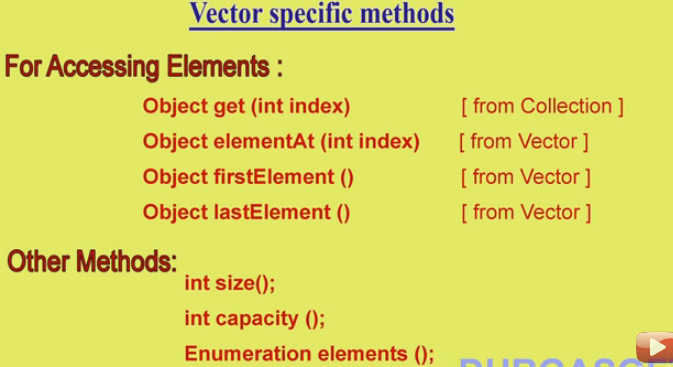 Vector specific methods
For Accessing Elements :
Object get (int index) [ from Collection ]
Object elementAt (int index) [ from Vector ]
Object firstElement () [ from Vector ]
Object lastElement () [ from Vector ]
Other Methods:
int size();
int capacity ();
Enumeration elements ();